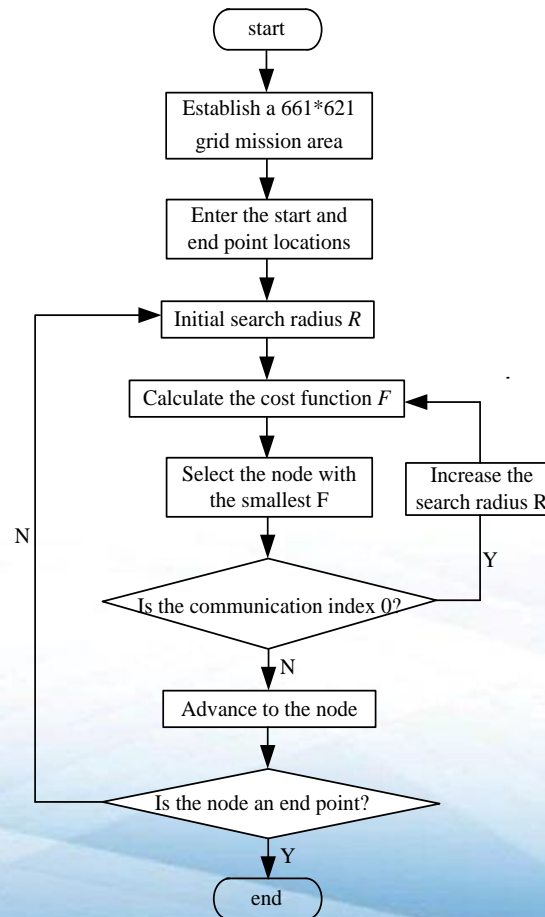 start
Establish a 661*621
grid mission area
Enter the start and
end point locations
Initial search radius R
Calculate the cost function F
Select the node with
the smallest F
Increase the
search radius R
N
Y
Is the communication index 0?
N
Advance to the node
Is the node an end point?
Y
end